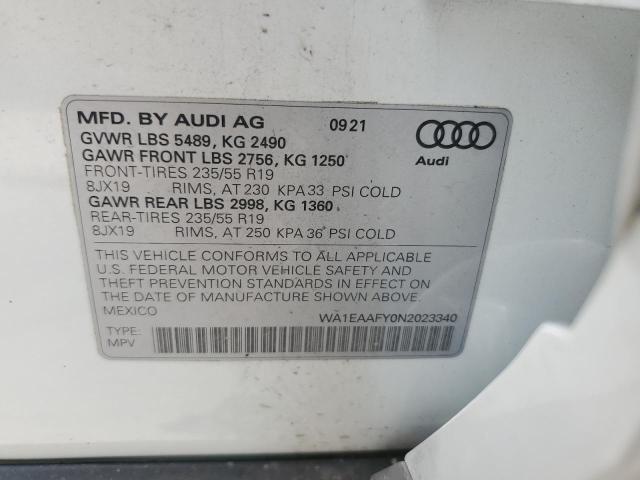 MFD. BY AUDI AG 09 21
GVWR LBS 5489, KG 2490
GAWR FRONT LBS 2756, KG 1250
FRONT-TIRES 235/55 R19
8JX19 RIMS, AT 230 KPA 33 PSI COLD
GAWR REAR LBS 2998, KG 1360
REAR-TIRES 235/55 R19
8JX19 RIMS, AT 250 KPA 36 PSI COLD
Audi
THIS VEHICLE CONFORMS TO ALL APPLICABLE
U.S. FEDERAL MOTOR VEHICLE SAFETY AND
THEFT PREVENTION STANDARDS IN EFFECT ON
THE DATE OF MANUFACTURE SHOWN ABOVE.
MEXICO
WA1EAAFY0N2023340
TYPE:
MPV